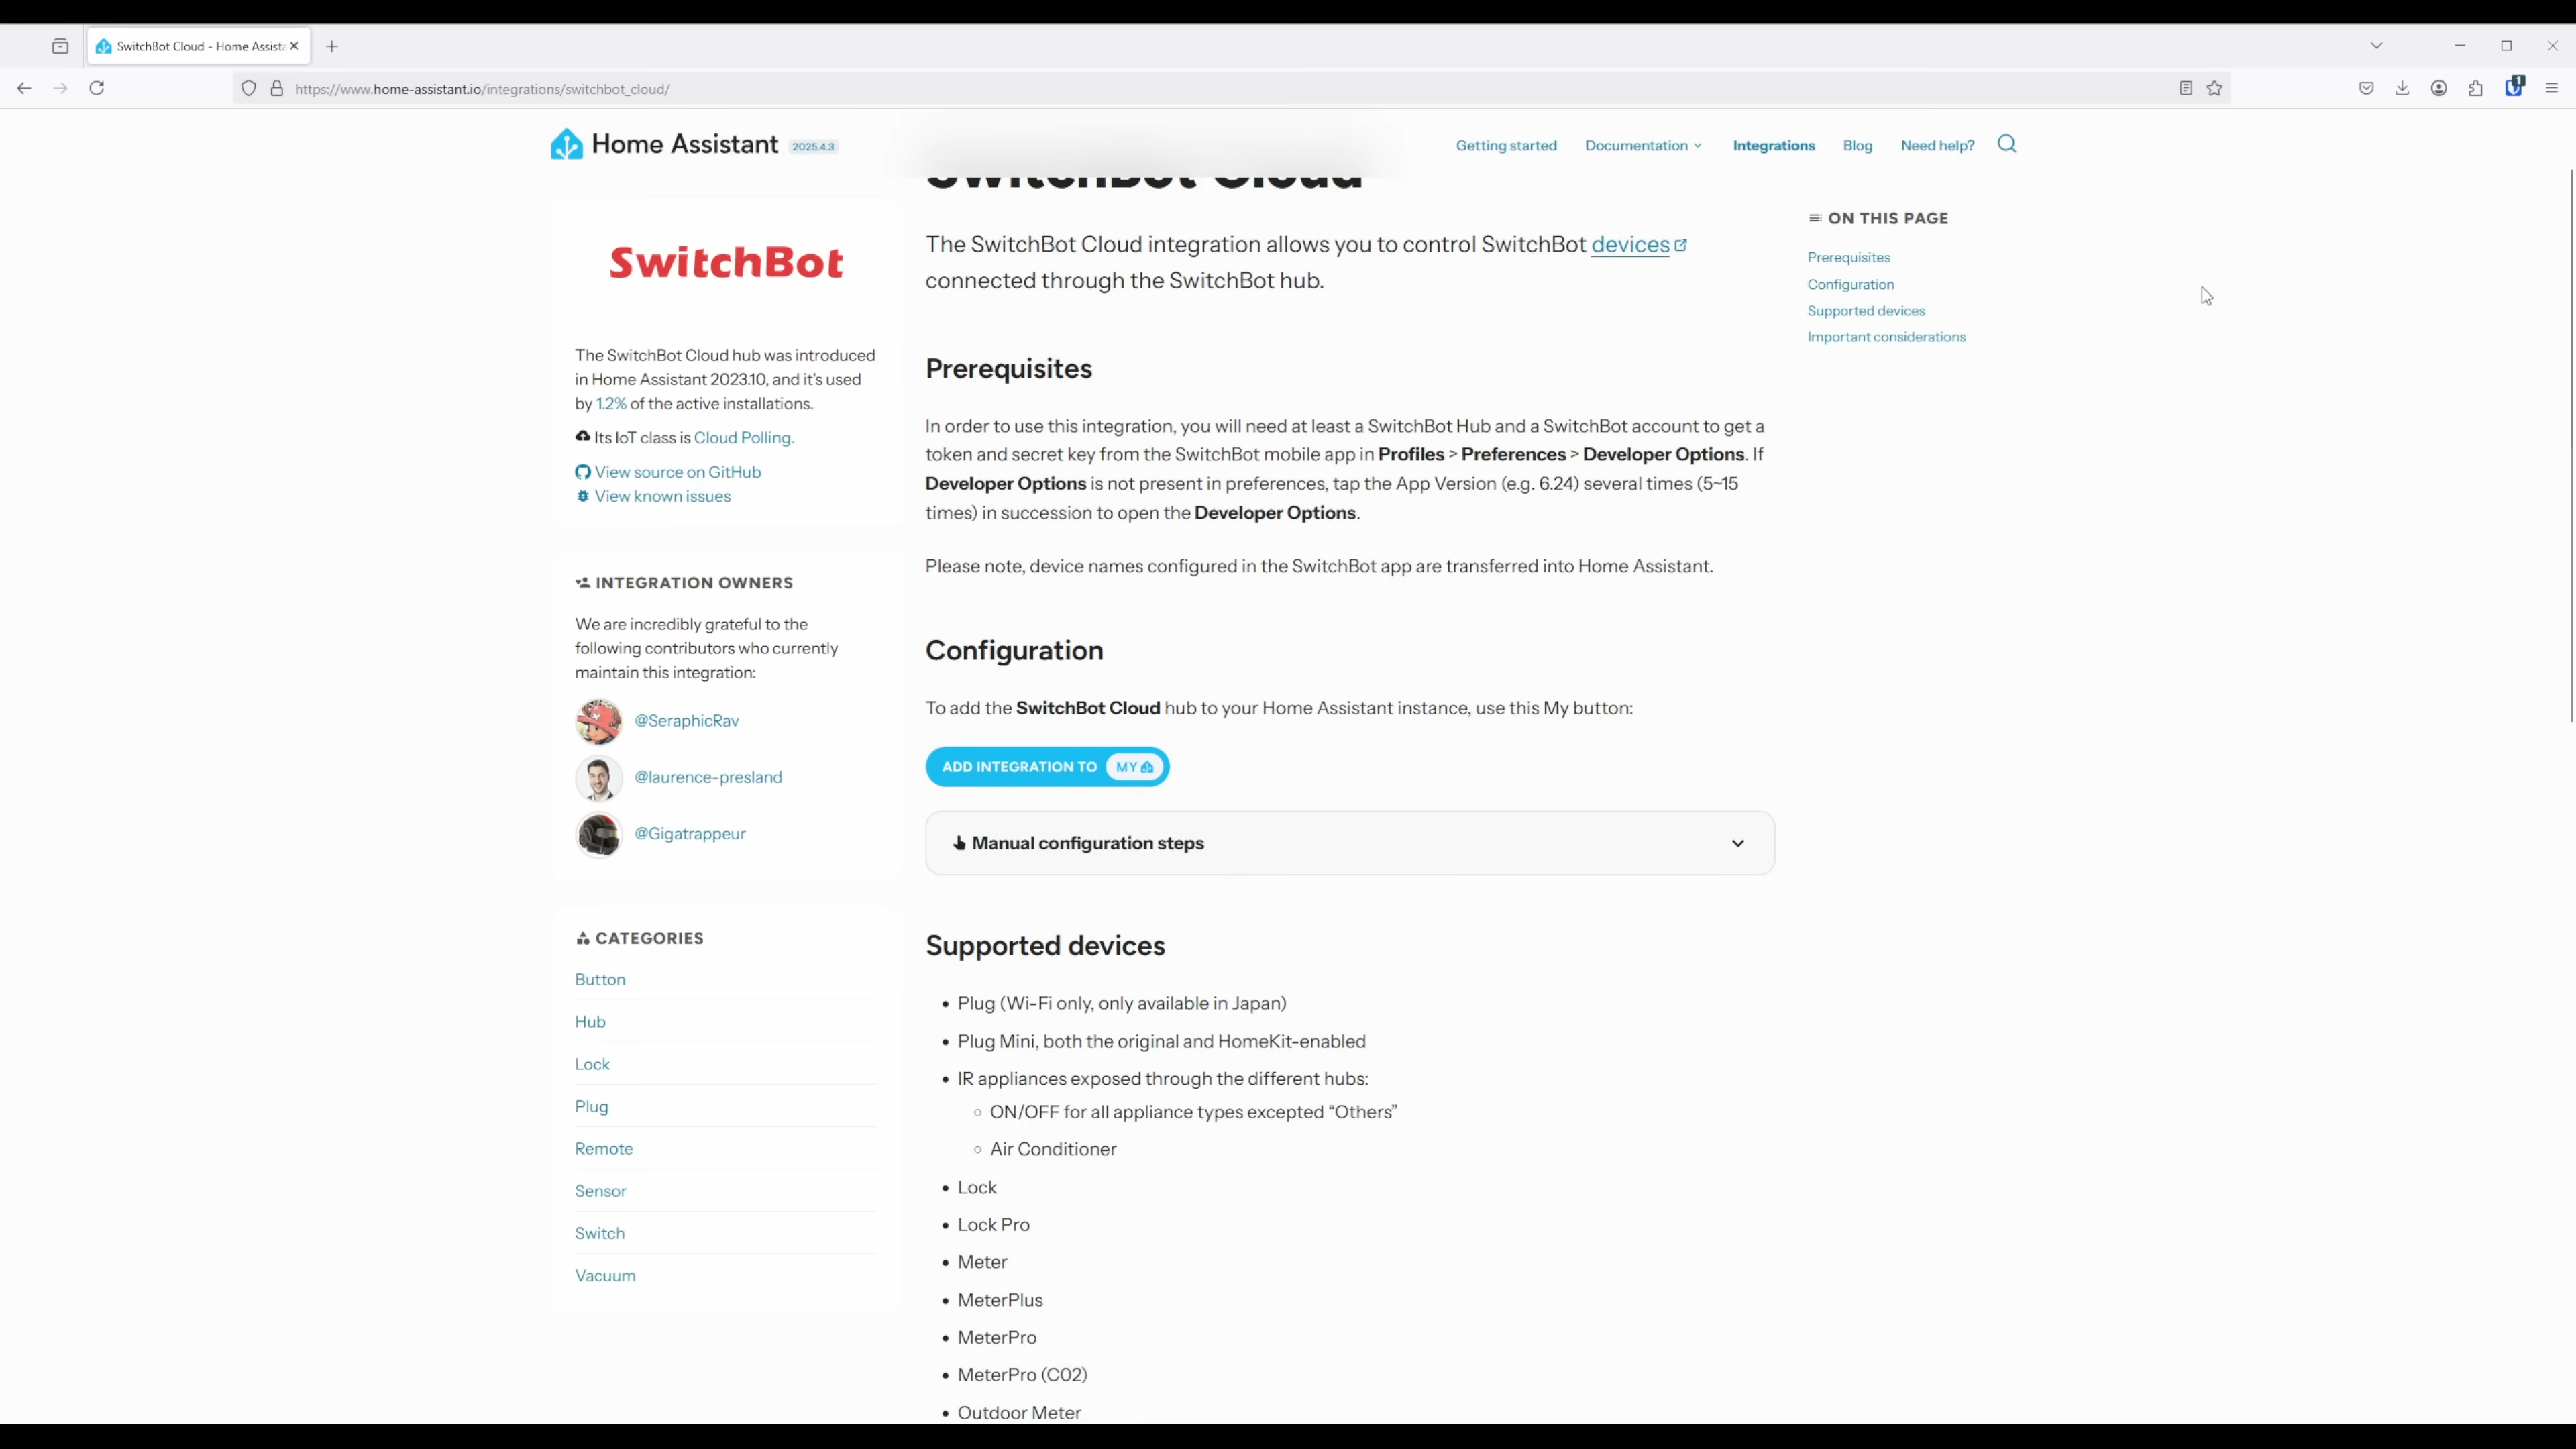 SwitchBot Cloud - Home Assista
https://www.home-assistant.io/integrations/switchbot_cloud/
1
Home Assistant 2025.4.3
Getting started
Documentation
Integrations
Blog
Need help?
SwitchBot Cloud
SwitchBot
The SwitchBot Cloud hub was introduced
in Home Assistant 2023.10, and it's used
by 1.2% of the active installations.
Its IoT class is Cloud Polling.
View source on GitHub
View known issues
INTEGRATION OWNERS
We are incredibly grateful to the
following contributors who currently
maintain this integration:
@SeraphicRav
@laurence-presland
@Gigatrappeur
CATEGORIES
Button
Hub
Lock
Plug
Remote
Sensor
Switch
Vacuum
The SwitchBot Cloud integration allows you to control SwitchBot devices
connected through the SwitchBot hub.
Prerequisites
In order to use this integration, you will need at least a SwitchBot Hub and a SwitchBot account to get a
token and secret key from the SwitchBot mobile app in Profiles > Preferences > Developer Options. If
Developer Options is not present in preferences, tap the App Version (e.g. 6.24) several times (5~15
times) in succession to open the Developer Options.
Please note, device names configured in the SwitchBot app are transferred into Home Assistant.
Configuration
To add the SwitchBot Cloud hub to your Home Assistant instance, use this My button:
ADD INTEGRATION TO MY
Manual configuration steps
Supported devices
• Plug (Wi-Fi only, only available in Japan)
• Plug Mini, both the original and HomeKit-enabled
• IR appliances exposed through the different hubs:
○ ON/OFF for all appliance types excepted “Others”
○ Air Conditioner
• Lock
• Lock Pro
• Meter
• MeterPlus
• MeterPro
• MeterPro (CO2)
• Outdoor Meter
ON THIS PAGE
Prerequisites
Configuration
Supported devices
Important considerations